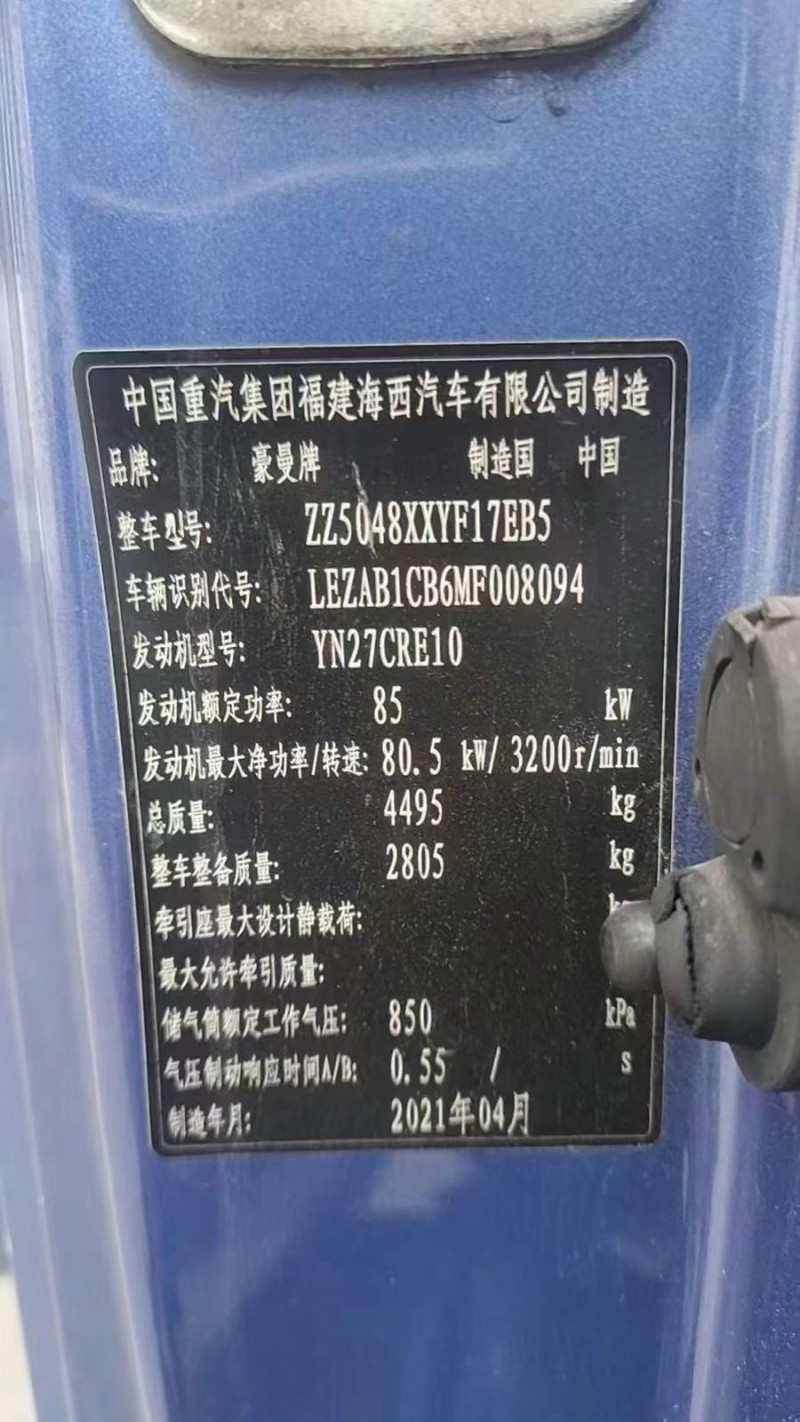 中国重汽集团福建海西汽车有限公司制造
品牌: 豪曼牌 制造国 中国
整车型号: ZZ5048XXYF17EB5
车辆识别代号: LEZAB1CB6MF008094
发动机型号: YN27CRE10
发动机额定功率: 85 kW
发动机最大净功率/转速: 80.5 kW/ 3200r/min
总质量: 4495 kg
整车整备质量: 2805 kg
牵引座最大设计静载荷:
最大允许牵引质量:
储气筒额定工作气压: 850 kPa
气压制动响应时间A/B: 0.55 / s
制造年月: 2021年04月